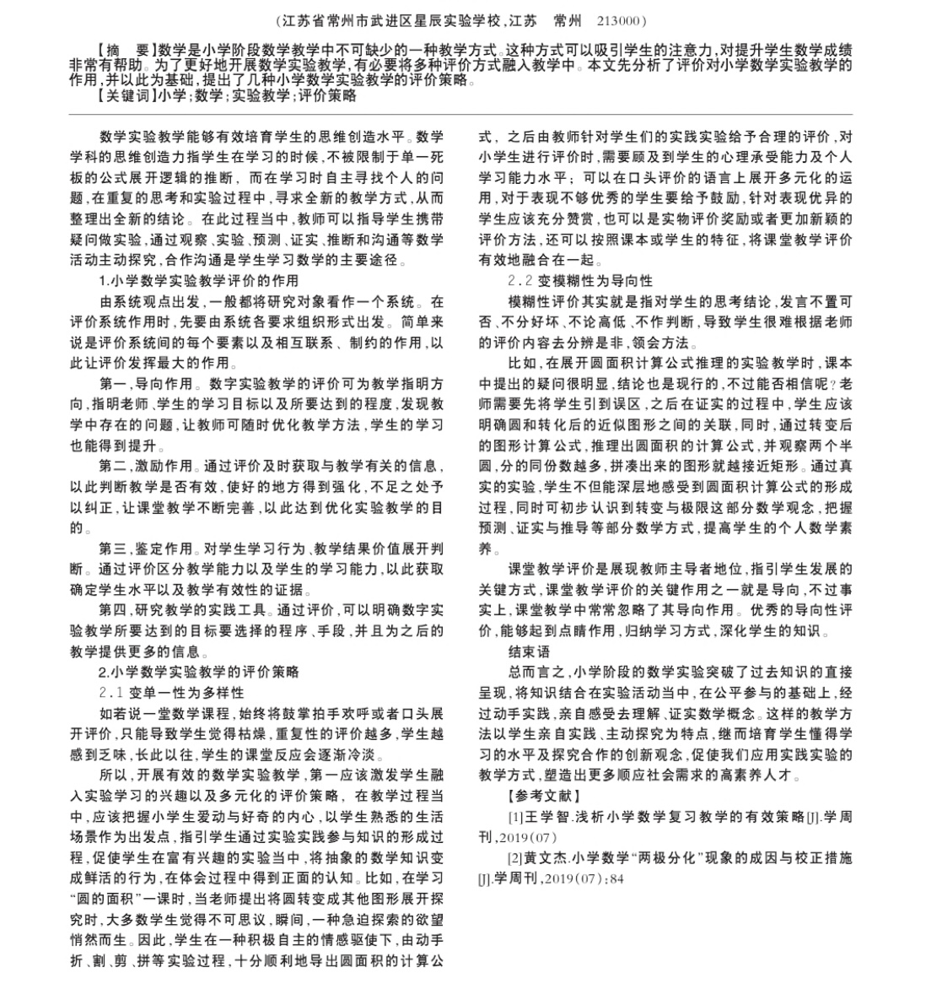 (江苏省常州市武进区星辰实验学校,江苏 常州 213000)
【摘 要】数学是小学阶段数学教学中不可缺少的一种教学方式。这种方式可以吸引学生的注意力,对提升学生数学成绩
非常有帮助。为了更好地开展数学实验教学,有必要将多种评价方式融入教学中。本文先分析了评价对小学数学实验教学的
作用,并以此为基础,提出了几种小学数学实验教学的评价策略。
【关键词】小学;数学;实验教学;评价策略
数学实验教学能够有效培育学生的思维创造水平。数学
学科的思维创造力指学生在学习的时候,不被限制于单一死
板的公式展开逻辑的推断，而在学习时自主寻找个人的问
题,在重复的思考和实验过程中,寻求全新的教学方式,从而
整理出全新的结论。在此过程当中,教师可以指导学生携带
疑问做实验,通过观察、实验、预测、证实、推断和沟通等数学
活动主动探究,合作沟通是学生学习数学的主要途径。
1.小学数学实验教学评价的作用
由系统观点出发,一般都将研究对象看作一个系统。在
评价系统作用时,先要由系统各要求组织形式出发。简单来
说是评价系统间的每个要素以及相互联系、制约的作用,以
此让评价发挥最大的作用。
第一,导向作用。数字实验教学的评价可为教学指明方
向,指明老师、学生的学习目标以及所要达到的程度,发现教
学中存在的问题,让教师可随时优化教学方法,学生的学习
也能得到提升。
第二,激励作用。通过评价及时获取与教学有关的信息,
以此判断教学是否有效,使好的地方得到强化,不足之处予
以纠正,让课堂教学不断完善,以此达到优化实验教学的目
的。
第三,鉴定作用。对学生学习行为、教学结果价值展开判
断。通过评价区分教学能力以及学生的学习能力,以此获取
确定学生水平以及教学有效性的证据。
第四,研究教学的实践工具。通过评价,可以明确数字实
验教学所要达到的目标要选择的程序、手段,并且为之后的
教学提供更多的信息。
2.小学数学实验教学的评价策略
2.1 变单一性为多样性
如若说一堂数学课程,始终将鼓掌拍手欢呼或者口头展
开评价,只能导致学生觉得枯燥,重复性的评价越多,学生越
感到乏味,长此以往,学生的课堂反应会逐渐冷淡。
所以,开展有效的数学实验教学,第一应该激发学生融
入实验学习的兴趣以及多元化的评价策略，在教学过程当
中,应该把握小学生爱动与好奇的内心,以学生熟悉的生活
场景作为出发点,指引学生通过实验实践参与知识的形成过
程,促使学生在富有兴趣的实验当中,将抽象的数学知识变
成鲜活的行为,在体会过程中得到正面的认知。比如,在学习
“圆的面积”一课时,当老师提出将圆转变成其他图形展开探
究时,大多数学生觉得不可思议,瞬间,一种急迫探索的欲望
悄然而生。因此,学生在一种积极自主的情感驱使下,由动手
折、割、剪、拼等实验过程,十分顺利地导出圆面积的计算公
式，之后由教师针对学生们的实践实验给予合理的评价,对
小学生进行评价时,需要顾及到学生的心理承受能力及个人
学习能力水平；可以在口头评价的语言上展开多元化的运
用,对于表现不够优秀的学生要给予鼓励,针对表现优异的
学生应该充分赞赏,也可以是实物评价奖励或者更加新颖的
评价方法,还可以按照课本或学生的特征,将课堂教学评价
有效地融合在一起。
2.2 变模糊性为导向性
模糊性评价其实就是指对学生的思考结论,发言不置可
否、不分好坏、不论高低、不作判断,导致学生很难根据老师
的评价内容去分辨是非,领会方法。
比如,在展开圆面积计算公式推理的实验教学时,课本
中提出的疑问很明显,结论也是现行的,不过能否相信呢?老
师需要先将学生引到误区,之后在证实的过程中,学生应该
明确圆和转化后的近似图形之间的关联,同时,通过转变后
的图形计算公式,推理出圆面积的计算公式,并观察两个半
圆,分的同份数越多,拼凑出来的图形就越接近矩形。通过真
实的实验,学生不但能深层地感受到圆面积计算公式的形成
过程,同时可初步认识到转变与极限这部分数学观念,把握
预测、证实与推导等部分数学方式,提高学生的个人数学素
养。
课堂教学评价是展现教师主导者地位,指引学生发展的
关键方式,课堂教学评价的关键作用之一就是导向,不过事
实上,课堂教学中常常忽略了其导向作用。优秀的导向性评
价,能够起到点睛作用,归纳学习方式,深化学生的知识。
结束语
总而言之,小学阶段的数学实验突破了过去知识的直接
呈现,将知识结合在实验活动当中,在公平参与的基础上,经
过动手实践,亲自感受去理解、证实数学概念。这样的教学方
法以学生亲自实践、主动探究为特点,继而培育学生懂得学
习的水平及探究合作的创新观念,促使我们应用实践实验的
教学方式,塑造出更多顺应社会需求的高素养人才。
【参考文献】
[1]王学智.浅析小学数学复习教学的有效策略[J].学周
刊,2019(07)
[2]黄文杰.小学数学“两极分化”现象的成因与校正措施
[J].学周刊,2019(07):84